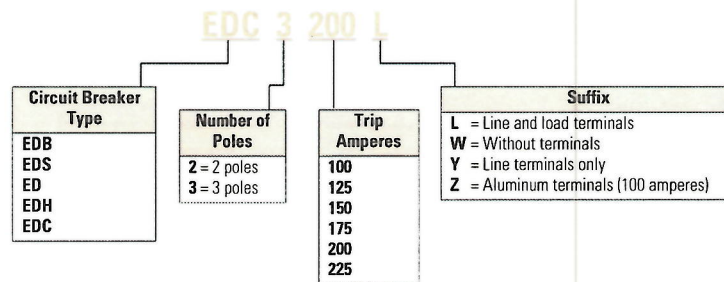 EDC 3 200 L
Circuit Breaker
Type
EDB
EDS
ED
EDH
EDC
Number of
Poles
2 = 2 poles
3 = 3 poles
Trip
Amperes
100
125
150
175
200
225
Suffix
L = Line and load terminals
W = Without terminals
Y = Line terminals only
Z = Aluminum terminals (100 amperes)